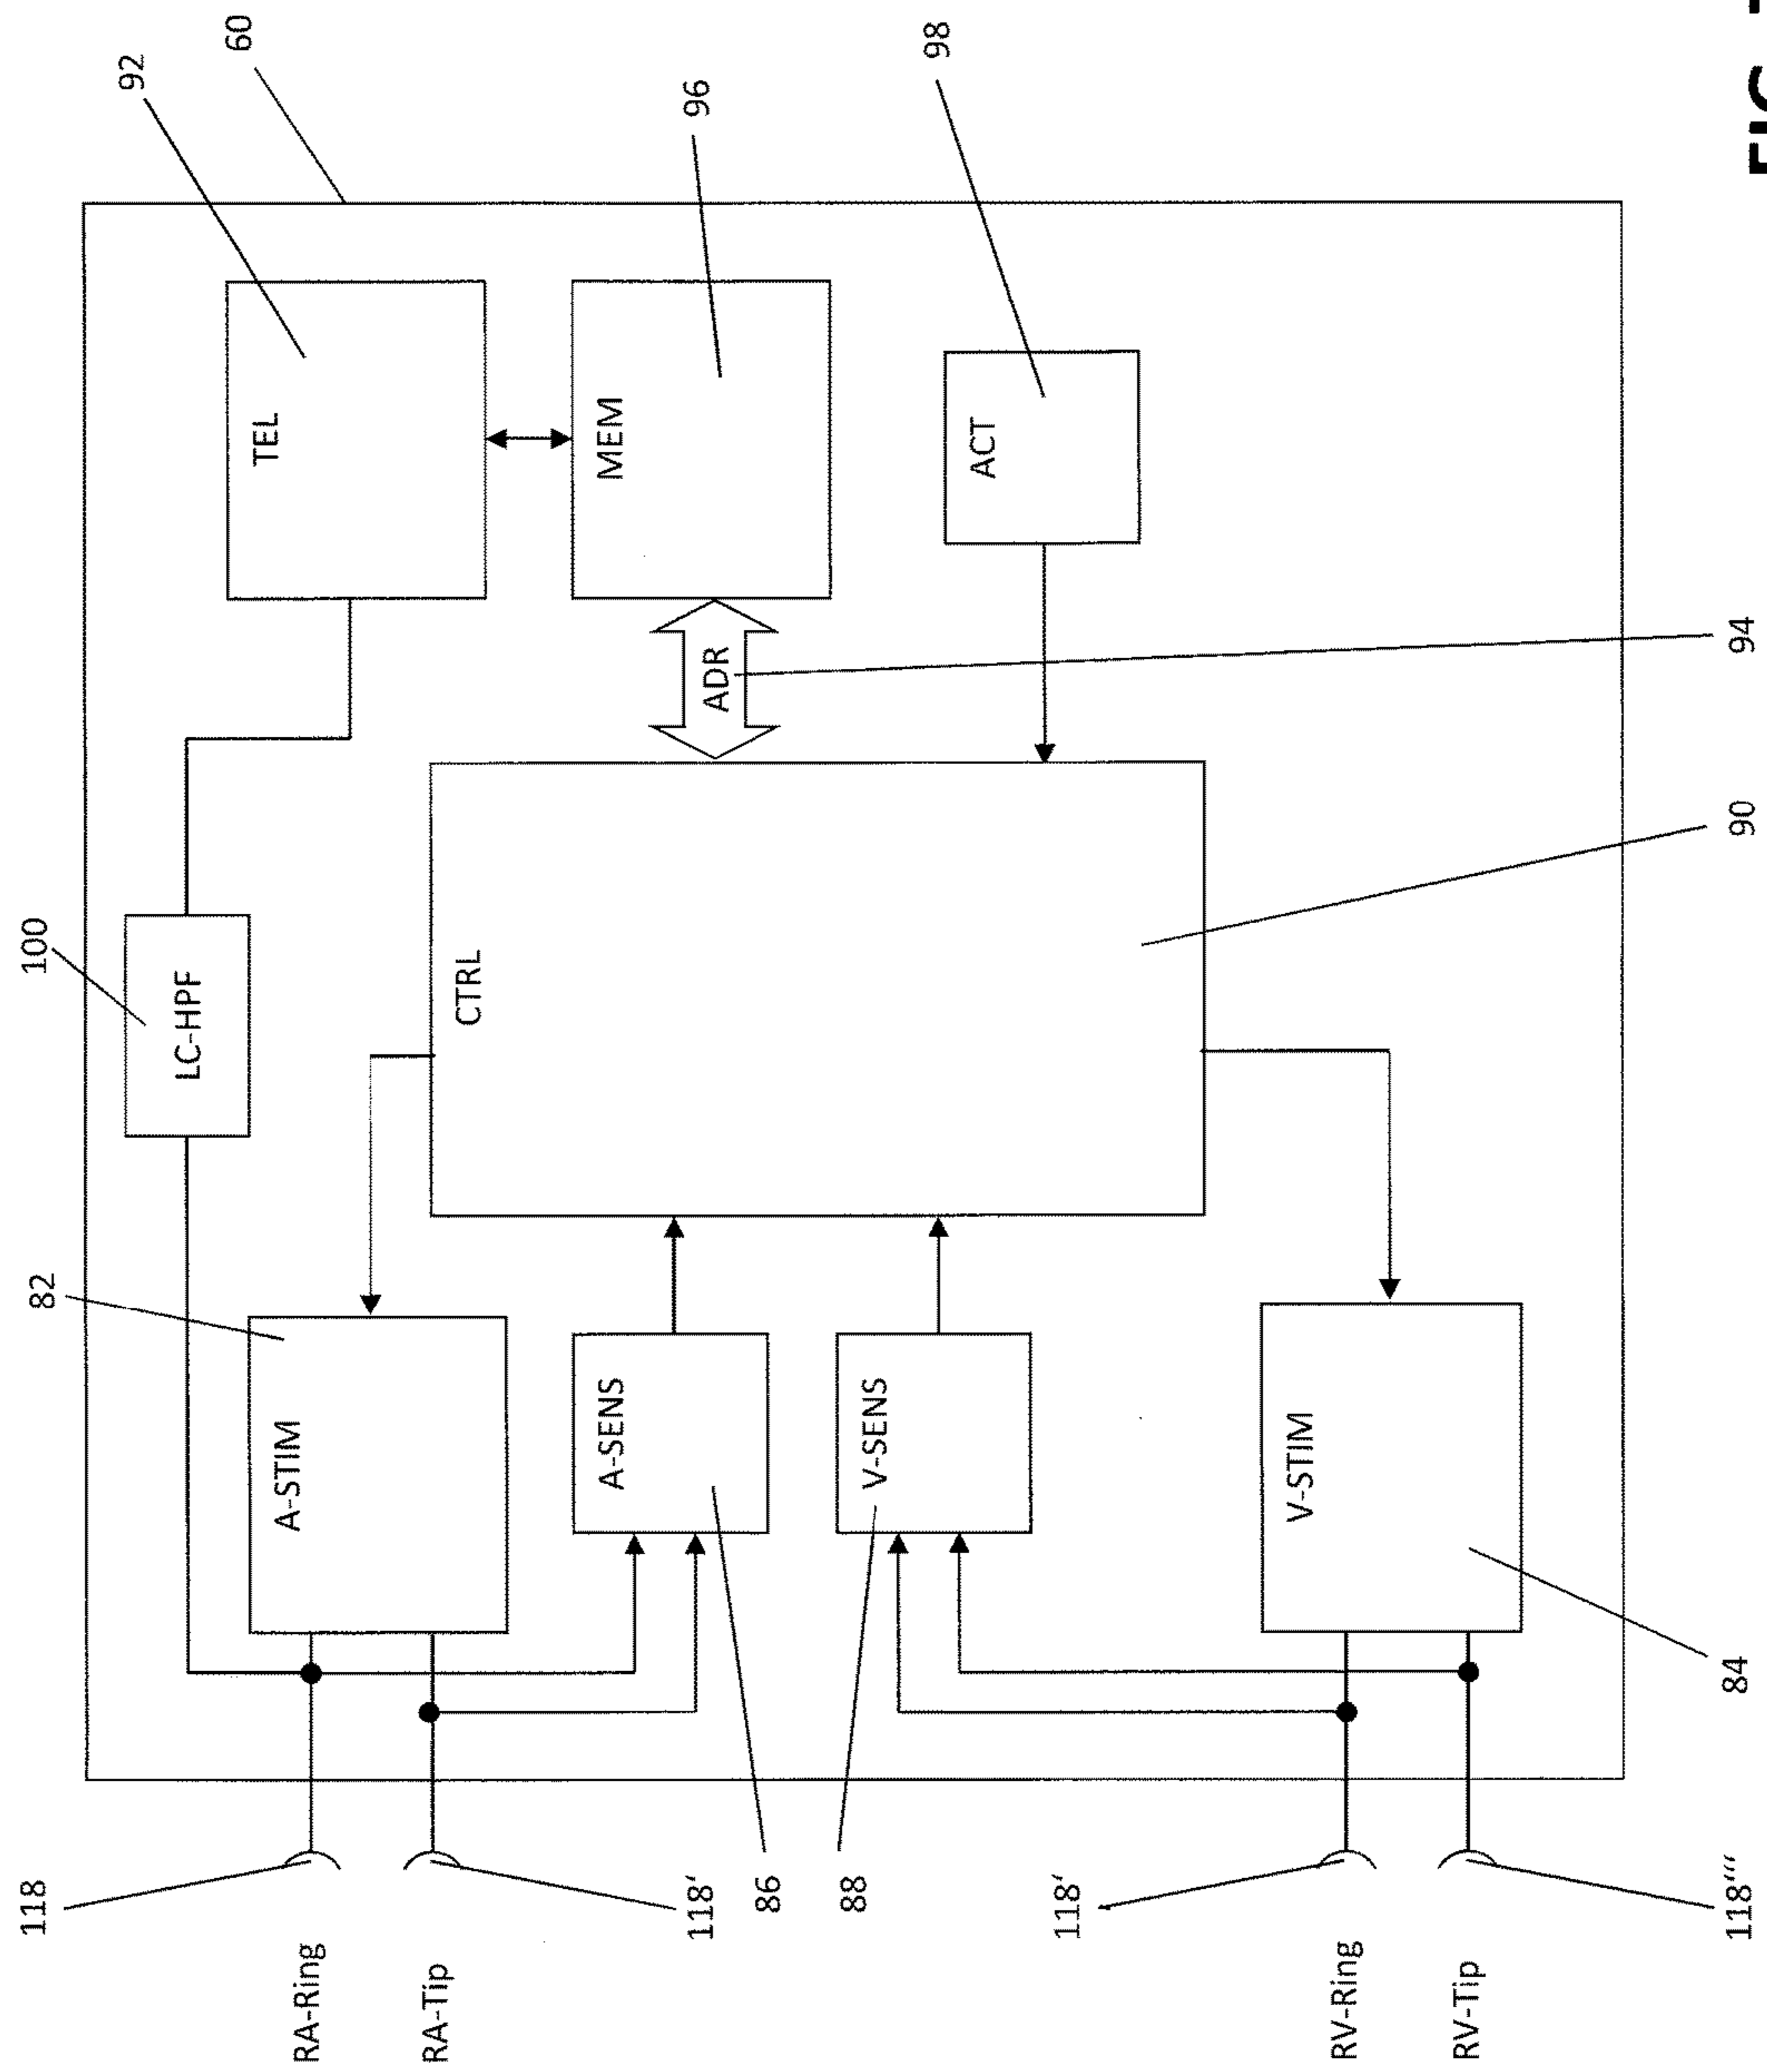 118
82
100
92
60
LC-HPF
TEL
A-STIM
RA-Ring
RA-Tip
CTRL
A-SENS
MEM
118‘
ADR
96
86
88
V-SENS
98
ACT
118‘
V-STIM
RV-Ring
RV-Tip
118‘‘‘
84
90
94
FIG